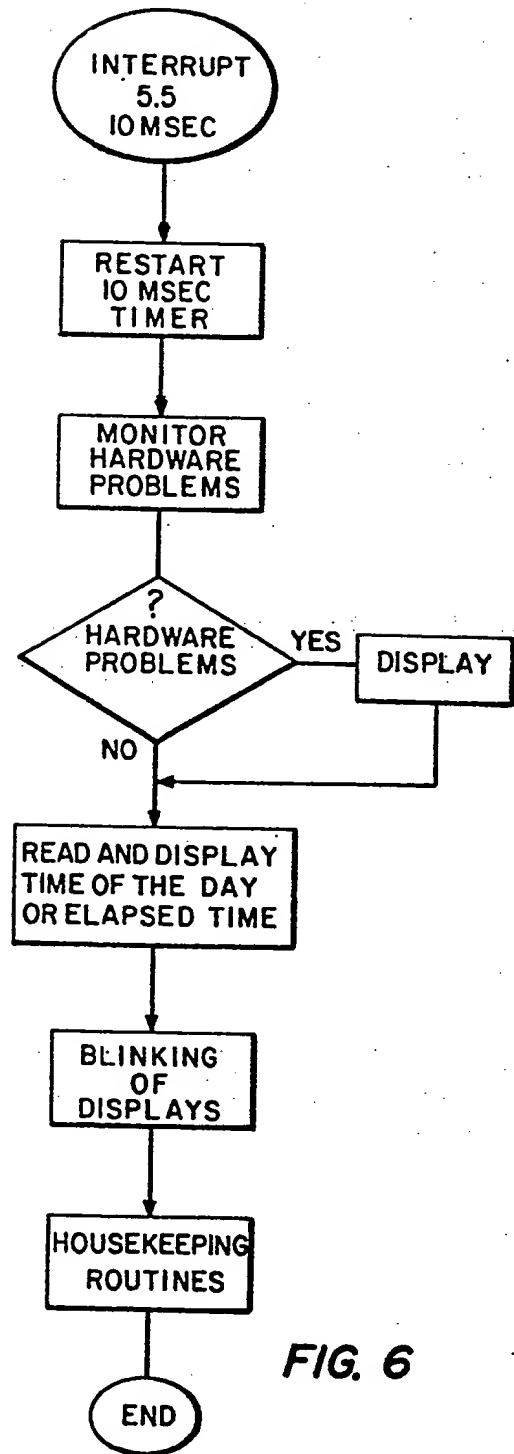 INTERRUPT
5.5
10 MSEC
RESTART
10 MSEC
TIMER
MONITOR
HARDWARE
PROBLEMS
?
HARDWARE
PROBLEMS
YES
DISPLAY
NO
READ AND DISPLAY
TIME OF THE DAY
OR ELAPSED TIME
BLINKING
OF
DISPLAYS
HOUSEKEEPING
ROUTINES
END
FIG. 6